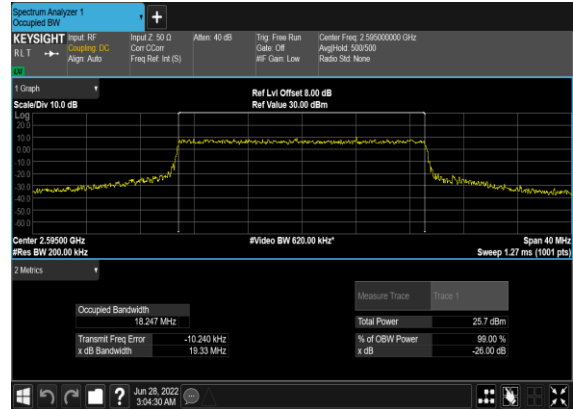 Spectrum Analyzer 1
Occupied BW
+
KEYSIGHT Input: RF Input Z: 50 Ω Atten: 40 dB Trig: Free Run Center Freq: 2.595000000 GHz
RLT Coupling: DC Corr CCorr Gate: Off Avg|Hold: 500/500
Align: Auto Freq Ref: Int (S) #IF Gain: Low Radio Std: None
LXI
1 Graph
Ref Lvl Offset 8.00 dB
Scale/Div 10.0 dB Ref Value 30.00 dBm
Log
20.0
10.0
0.00
-10.0
-20.0
-30.0
-40.0
-50.0
-60.0
Center 2.59500 GHz #Video BW 620.00 kHz* Span 40 MHz
#Res BW 200.00 kHz Sweep 1.27 ms (1001 pts)
2 Metrics
Measure Trace Trace 1
Occupied Bandwidth
18.247 MHz Total Power 25.7 dBm
Transmit Freq Error -10.240 kHz % of OBW Power 99.00 %
x dB Bandwidth 19.33 MHz x dB -26.00 dB
? Jun 28, 2022
3:04:30 AM